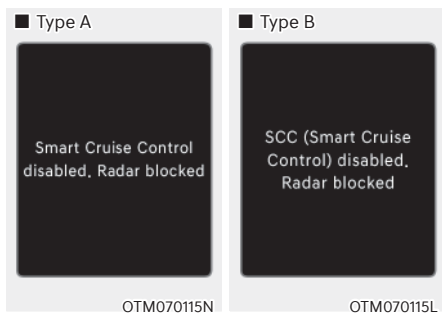 ■ Type A
Smart Cruise Control
disabled. Radar blocked
OTM070115N
■ Type B
SCC (Smart Cruise
Control) disabled.
Radar blocked
OTM070115L